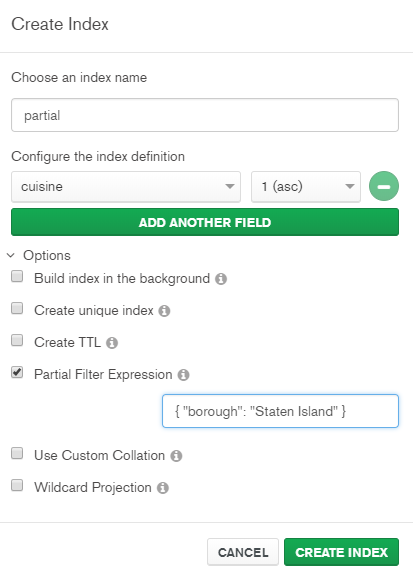 Create Index
Choose an index name
partial
Configure the index definition
cuisine 1 (asc)
ADD ANOTHER FIELD
Options
Build index in the background
Create unique index
Create TTL
Partial Filter Expression
{ "borough": "Staten Island" }
Use Custom Collation
Wildcard Projection
CANCEL CREATE INDEX